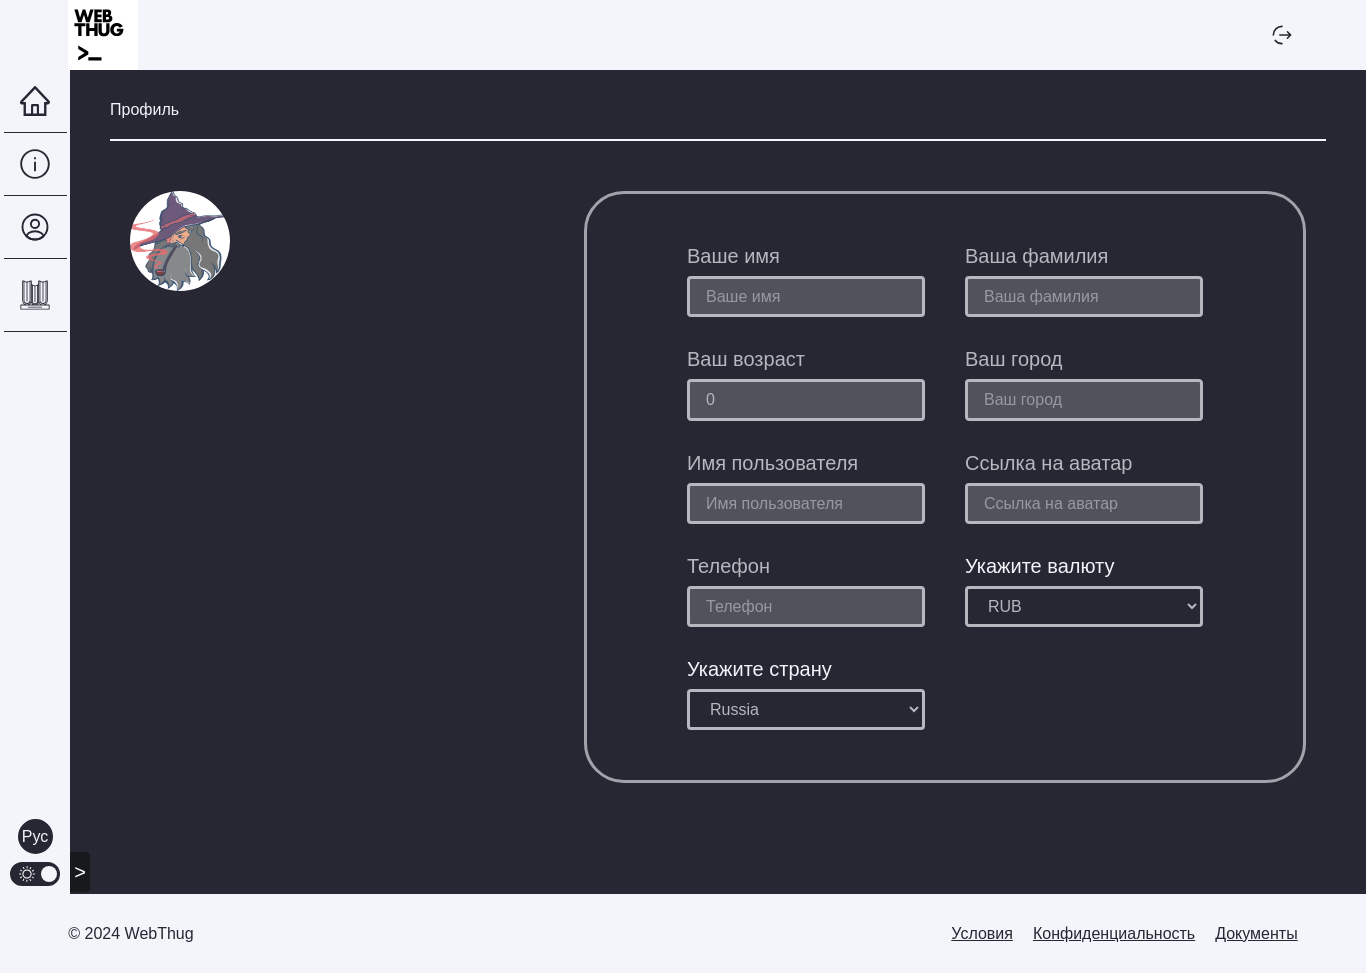 WEB
THUG
>_
Профиль
Ваше имя
Ваша фамилия
Ваше имя
Ваша фамилия
Ваш возраст
Ваш город
0
Ваш город
Имя пользователя
Ссылка на аватар
Имя пользователя
Ссылка на аватар
Телефон
Укажите валюту
Телефон
RUB
Укажите страну
Russia
Рус
>
© 2024 WebThug
Условия
Конфиденциальность
Документы